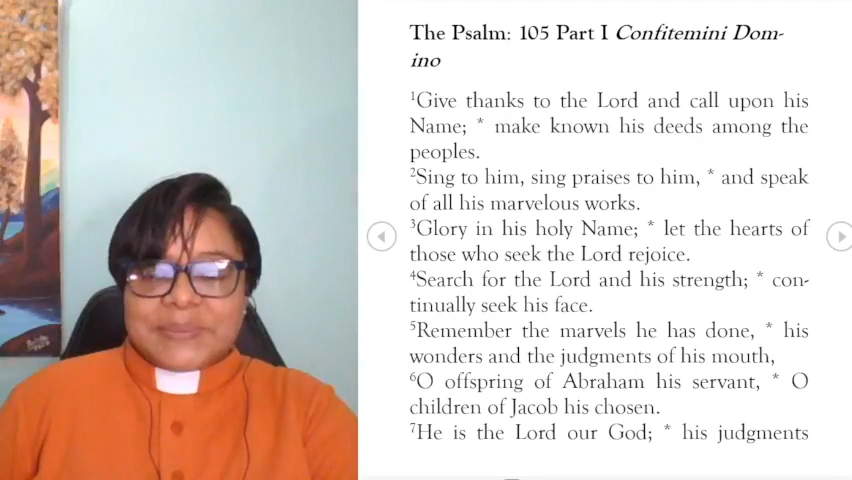 The Psalm: 105 Part I Confitemini Dom-
ino
¹Give thanks to the Lord and call upon his
Name; * make known his deeds among the
peoples.
²Sing to him, sing praises to him, * and speak
of all his marvelous works.
³Glory in his holy Name; * let the hearts of
those who seek the Lord rejoice.
⁴Search for the Lord and his strength; * con-
tinually seek his face.
⁵Remember the marvels he has done, * his
wonders and the judgments of his mouth,
⁶O offspring of Abraham his servant, * O
children of Jacob his chosen.
⁷He is the Lord our God; * his judgments